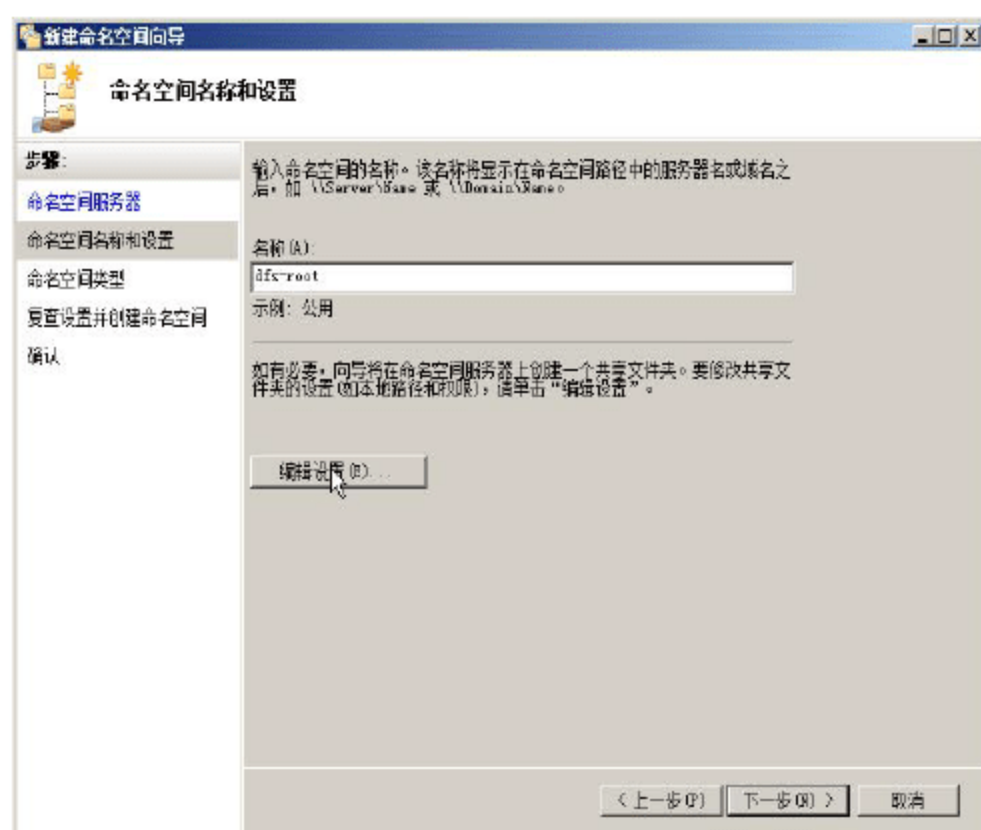 新建命名空间向导
命名空间名称和设置
步骤:
命名空间服务器
命名空间名称和设置
命名空间类型
复查设置并创建命名空间
确认
输入命名空间的名称。该名称将显示在命名空间路径中的服务器名或域名之
后，如 \\Server\Name 或 \\Domain\Name。
名称(A):
dfs-root
示例: 公用
如有必要，向导将在命名空间服务器上创建一个共享文件夹。要修改共享文
件夹的设置(如本地路径和权限)，请单击“编辑设置”。
编辑设置(E)...
< 上一步(P)
下一步(N) >
取消